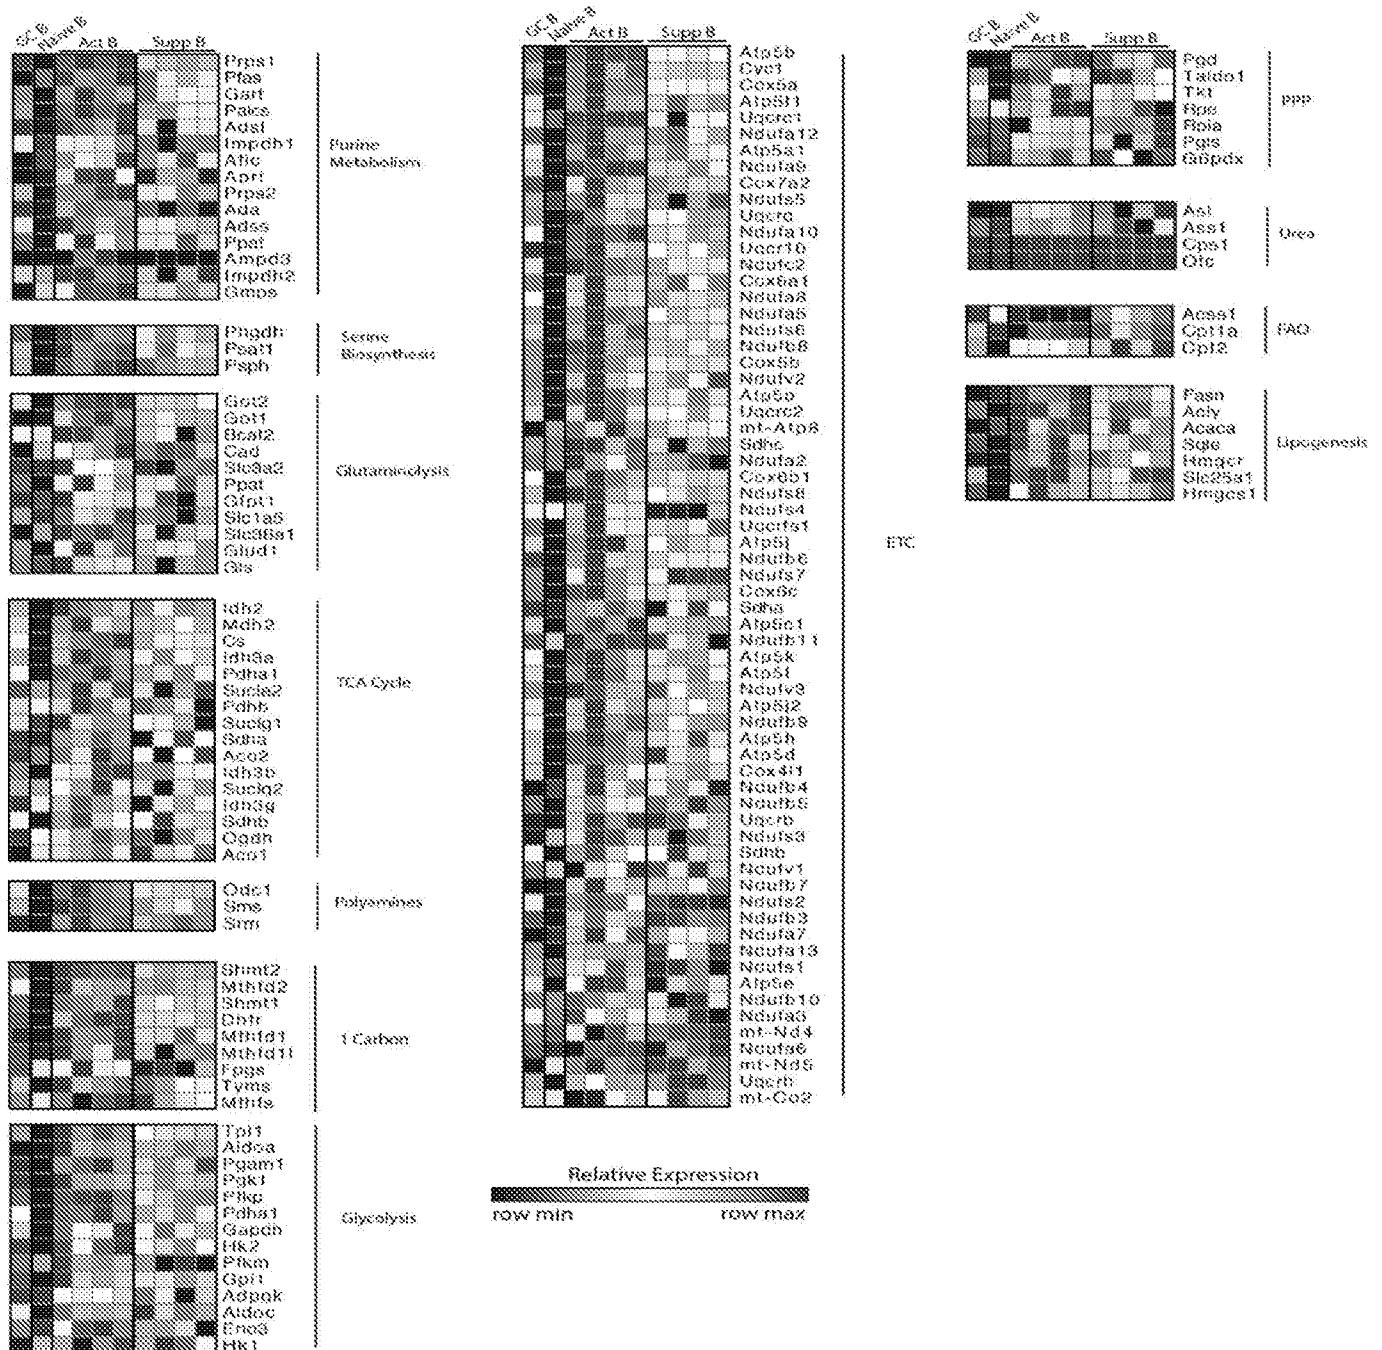 GC B
Naive B
Act B
Supp B
Prps1
Pfas
Gart
Paics
Adsl
Impdh1
Atic
Aprt
Prps2
Ada
Adss
Ppat
Ampd3
Impdh2
Gmps
Purine
Metabolism
Phgdh
Psat1
Psph
Serine
Biosynthesis
Got2
Got1
Bcat2
Cad
Slc3a2
Ppat
Gfpt1
Slc1a5
Slc38a1
Glud1
Gls
Glutaminolysis
Idh2
Mdh2
Cs
Idh3a
Pdha1
Sucla2
Pdhb
Suclg1
Sdha
Aco2
Idh3b
Suclg2
Idh3g
Sdhb
Ogdh
Aco1
TCA Cycle
Odc1
Sms
Srm
Polyamines
Shmt2
Mthfd2
Shmt1
Dhfr
Mthfd1
Mthfd1l
Fpgs
Tyms
Mthfs
1 Carbon
Tpi1
Aldoa
Pgam1
Pgk1
Pfkp
Pdha1
Gapdh
Hk2
Pfkm
Gpi1
Adpgk
Aldoc
Eno3
Hk1
Glycolysis
GC B
Naive B
Act B
Supp B
Atp5b
Cyc1
Cox5a
Atp5f1
Uqcrc1
Ndufa12
Atp5a1
Ndufa9
Cox7a2
Ndufs5
Uqcrq
Ndufa10
Uqcr10
Ndufc2
Cox6a1
Ndufa8
Ndufa5
Ndufs6
Ndufb8
Cox5b
Ndufv2
Atp5o
Uqcrc2
mt-Atp8
Sdhc
Ndufa2
Cox6b1
Ndufs8
Ndufs4
Uqcrfs1
Atp5j
Ndufb6
Ndufs7
Cox6c
Sdha
Atp5c1
Ndufb11
Atp5k
Atp5l
Ndufv3
Atp5j2
Ndufb9
Atp5h
Atp5d
Cox4i1
Ndufb4
Ndufb5
Uqcrb
Ndufs3
Sdhb
Ndufv1
Ndufb7
Ndufs2
Ndufb3
Ndufa7
Ndufa13
Ndufs1
Atp5e
Ndufb10
Ndufa3
mt-Nd4
Ndufa6
mt-Nd5
Uqcrh
mt-Co2
ETC
Relative Expression
row min
row max
GC B
Naive B
Act B
Supp B
Pgd
Taldo1
Tkt
Rpe
Rpia
Pgls
G6pdx
PPP
Asl
Ass1
Cps1
Otc
Urea
Acss1
Cpt1a
Cpt2
FAO
Fasn
Acly
Acaca
Sqle
Hmgcr
Slc25a1
Hmgcs1
Lipogenesis